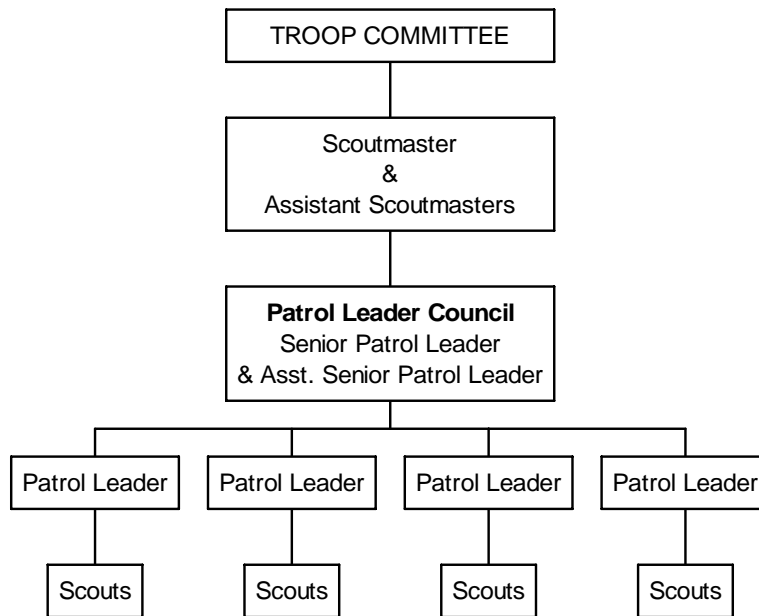 TROOP COMMITTEE
Scoutmaster
&
Assistant Scoutmasters
Patrol Leader Council
Senior Patrol Leader
& Asst. Senior Patrol Leader
Patrol Leader
Patrol Leader
Patrol Leader
Patrol Leader
Scouts
Scouts
Scouts
Scouts